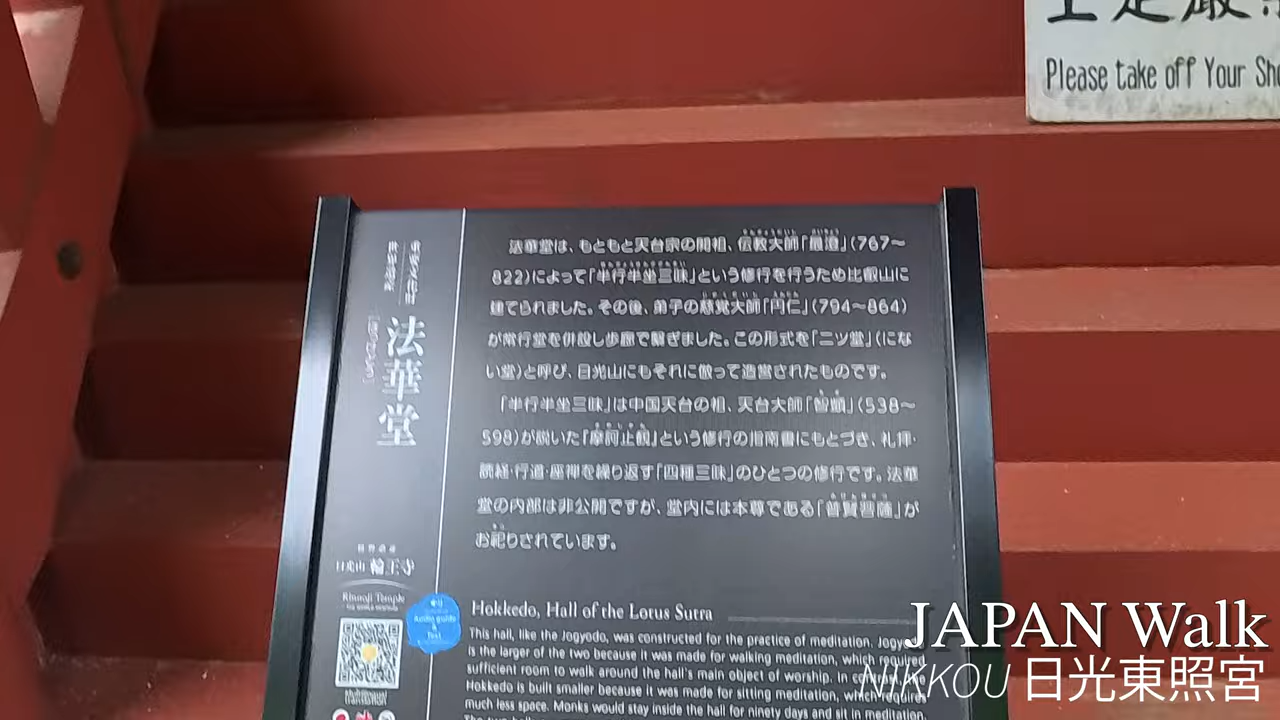 土足厳禁
Please take off Your Sh
法華堂は、もともと天台宗の開祖、伝教大師「最澄」(767〜
822)によって「半行半坐三昧」という修行を行うため比叡山に
建てられました。その後、弟子の慈覚大師「円仁」(794〜864)
が常行堂を併設し歩廊で繋ぎました。この形式を「二ツ堂」(にな
い堂)と呼び、日光山にもそれに倣って造営されたものです。
「半行半坐三昧」は中国天台の祖、天台大師「智顗」(538〜
598)が説いた「摩訶止観」という修行の指南書にもとづき、礼拝·
読経·行道·座禅を繰り返す「四種三昧」のひとつの修行です。法華
堂の内部は非公開ですが、堂内には本尊である「普賢菩薩」が
お祀りされています。
法華堂
日光山 輪王寺
Rinnoji Temple
Audio guide
&
Text
Multilingual
translation
Hokkedo, Hall of the Lotus Sutra
This hall, like the Jogyodo, was constructed for the practice of meditation. Jogyodo
is the larger of the two because it was made for walking meditation, which required
sufficient room to walk around the hall's main object of worship. In
Hokkedo is built smaller because it was made for sitting meditation, which requires
much less space. Monks would stay inside the hall for ninety days and sit in meditation.
JAPAN Walk
NIKKOU 日光東照宮